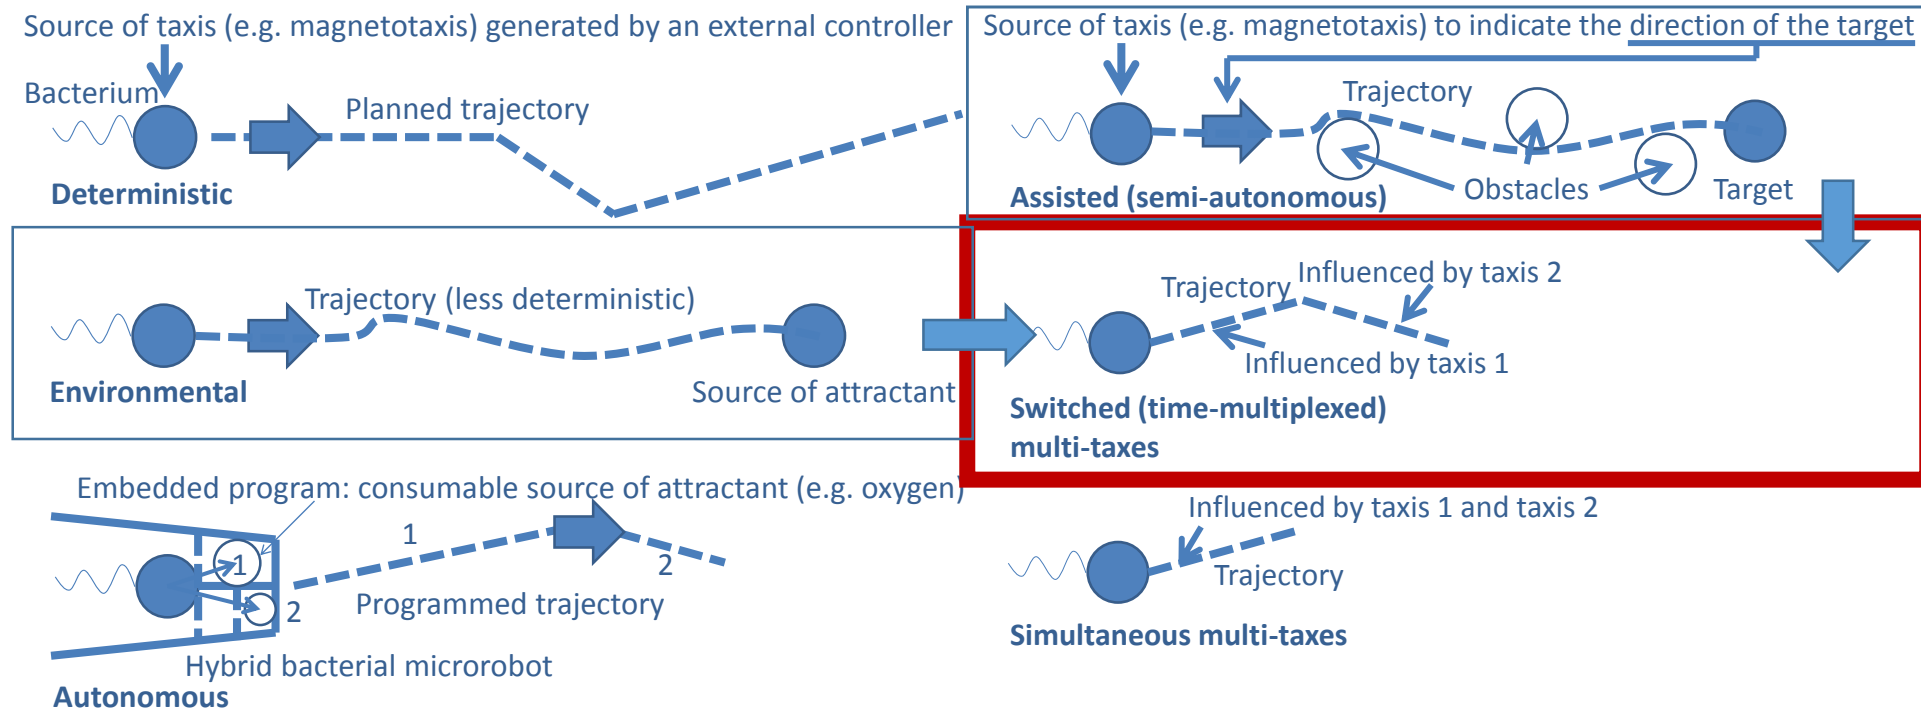 Source of taxis (e.g. magnetotaxis) generated by an external controller
Bacterium
Planned trajectory
Deterministic
Source of taxis (e.g. magnetotaxis) to indicate the direction of the target
Trajectory
Obstacles
Target
Assisted (semi-autonomous)
Trajectory (less deterministic)
Environmental
Source of attractant
Influenced by taxis 2
Trajectory
Influenced by taxis 1
Switched (time-multiplexed)
multi-taxes
Embedded program: consumable source of attractant (e.g. oxygen)
1
1
2
2
Programmed trajectory
Hybrid bacterial microrobot
Autonomous
Influenced by taxis 1 and taxis 2
Trajectory
Simultaneous multi-taxes